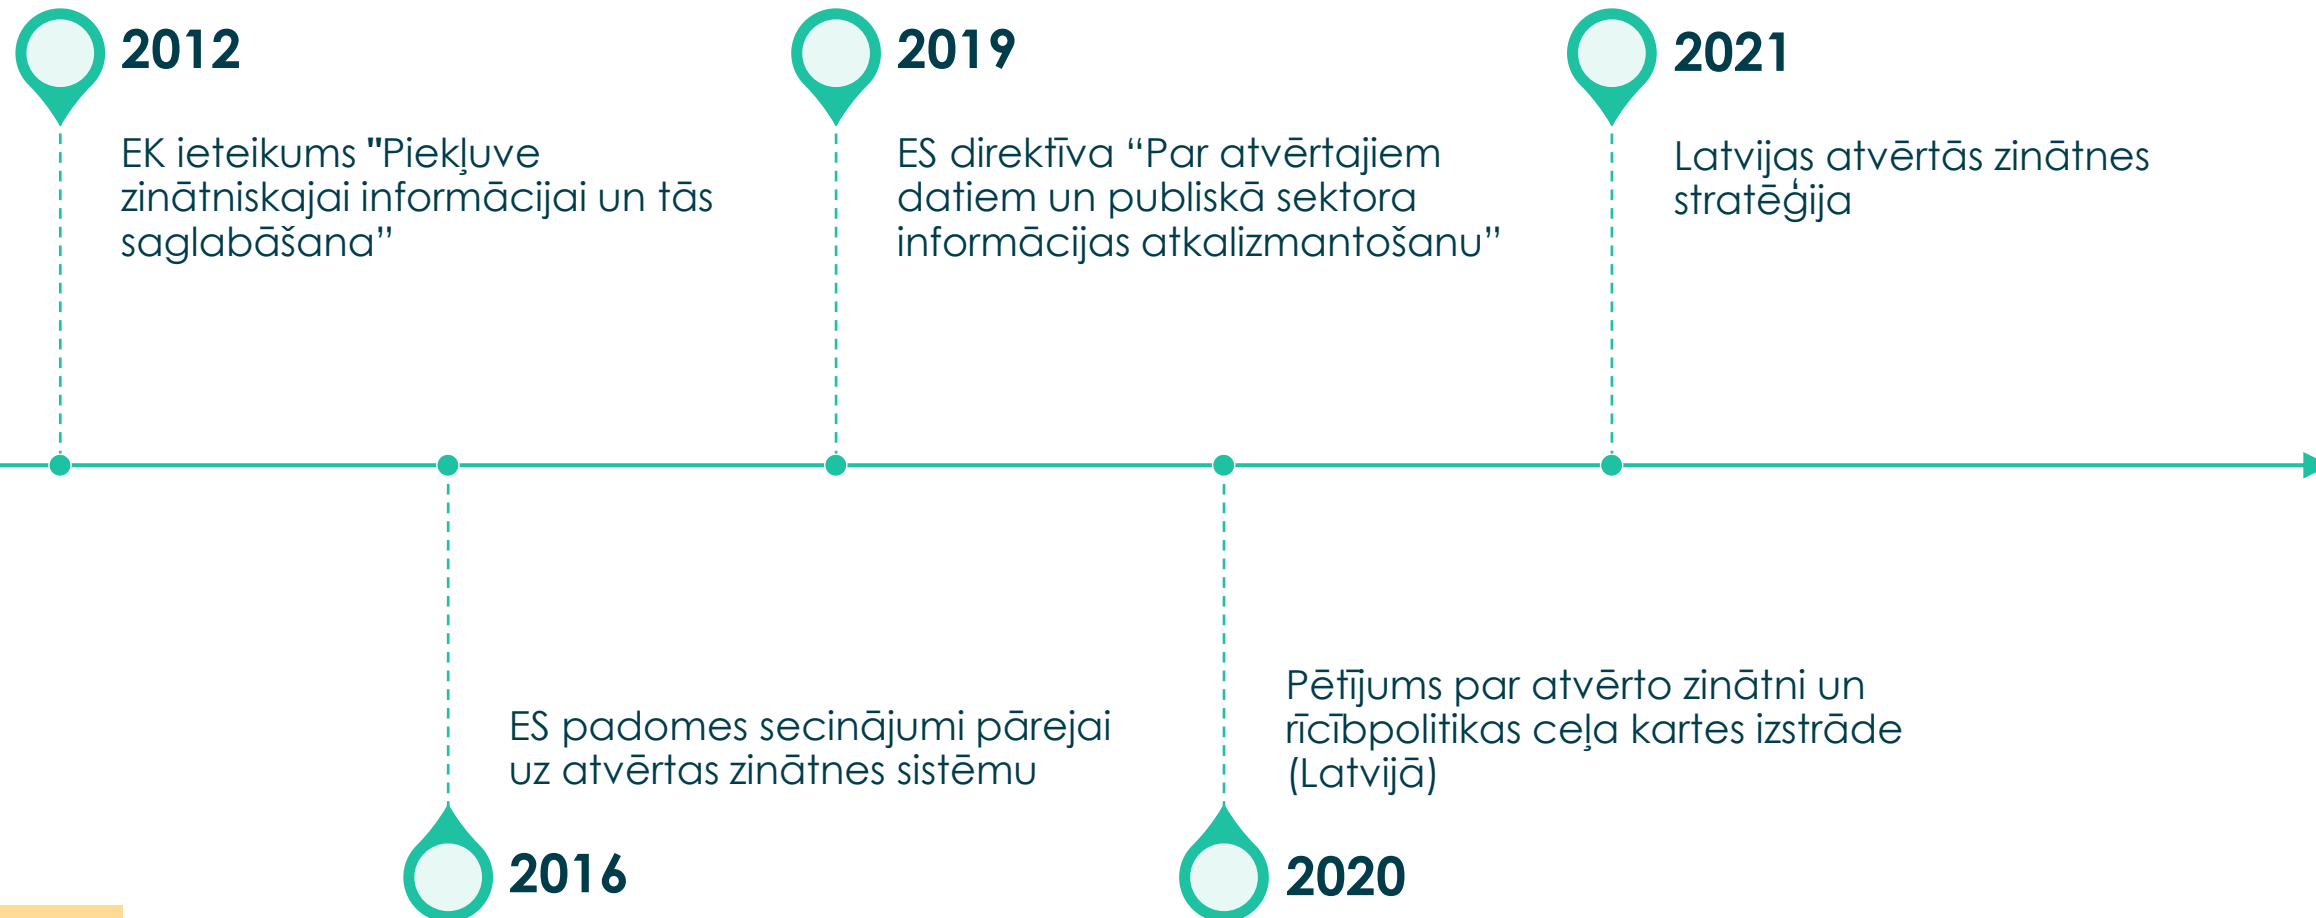 2012
EK ieteikums "Piekļuve
zinātniskajai informācijai un tās
saglabāšana”
2019
ES direktīva “Par atvērtajiem
datiem un publiskā sektora
informācijas atkalizmantošanu”
2021
Latvijas atvērtās zinātnes
stratēģija
ES padomes secinājumi pārejai
uz atvērtas zinātnes sistēmu
2016
Pētījums par atvērto zinātni un
rīcībpolitikas ceļa kartes izstrāde
(Latvijā)
2020